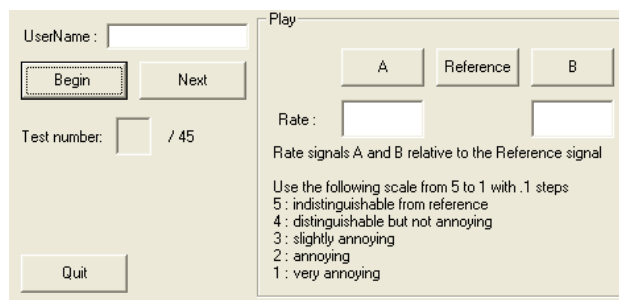 UserName :
Begin
Next
Test number:
/ 45
Quit
Play
A
Reference
B
Rate :
Rate signals A and B relative to the Reference signal
Use the following scale from 5 to 1 with .1 steps
5 : indistinguishable from reference
4 : distinguishable but not annoying
3 : slightly annoying
2 : annoying
1 : very annoying